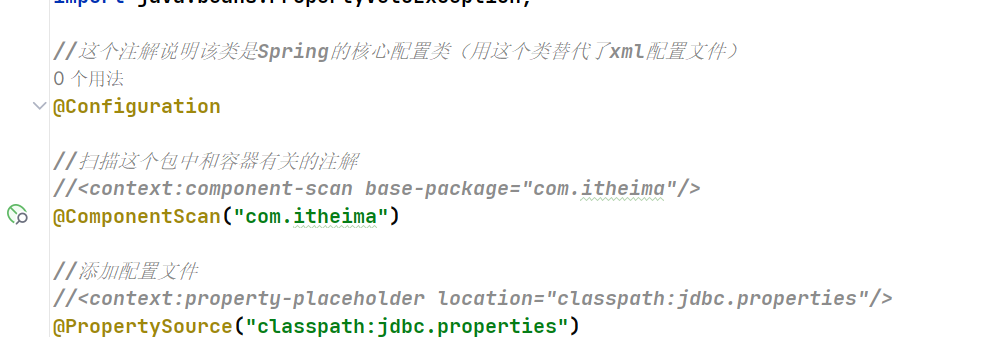 import java.beans.PropertyVetoException;
//这个注解说明该类是Spring的核心配置类（用这个类替代了xml配置文件）
0 个用法
@Configuration
//扫描这个包中和容器有关的注解
//<context:component-scan base-package="com.itheima"/>
@ComponentScan("com.itheima")
//添加配置文件
//<context:property-placeholder location="classpath:jdbc.properties"/>
@PropertySource("classpath:jdbc.properties")